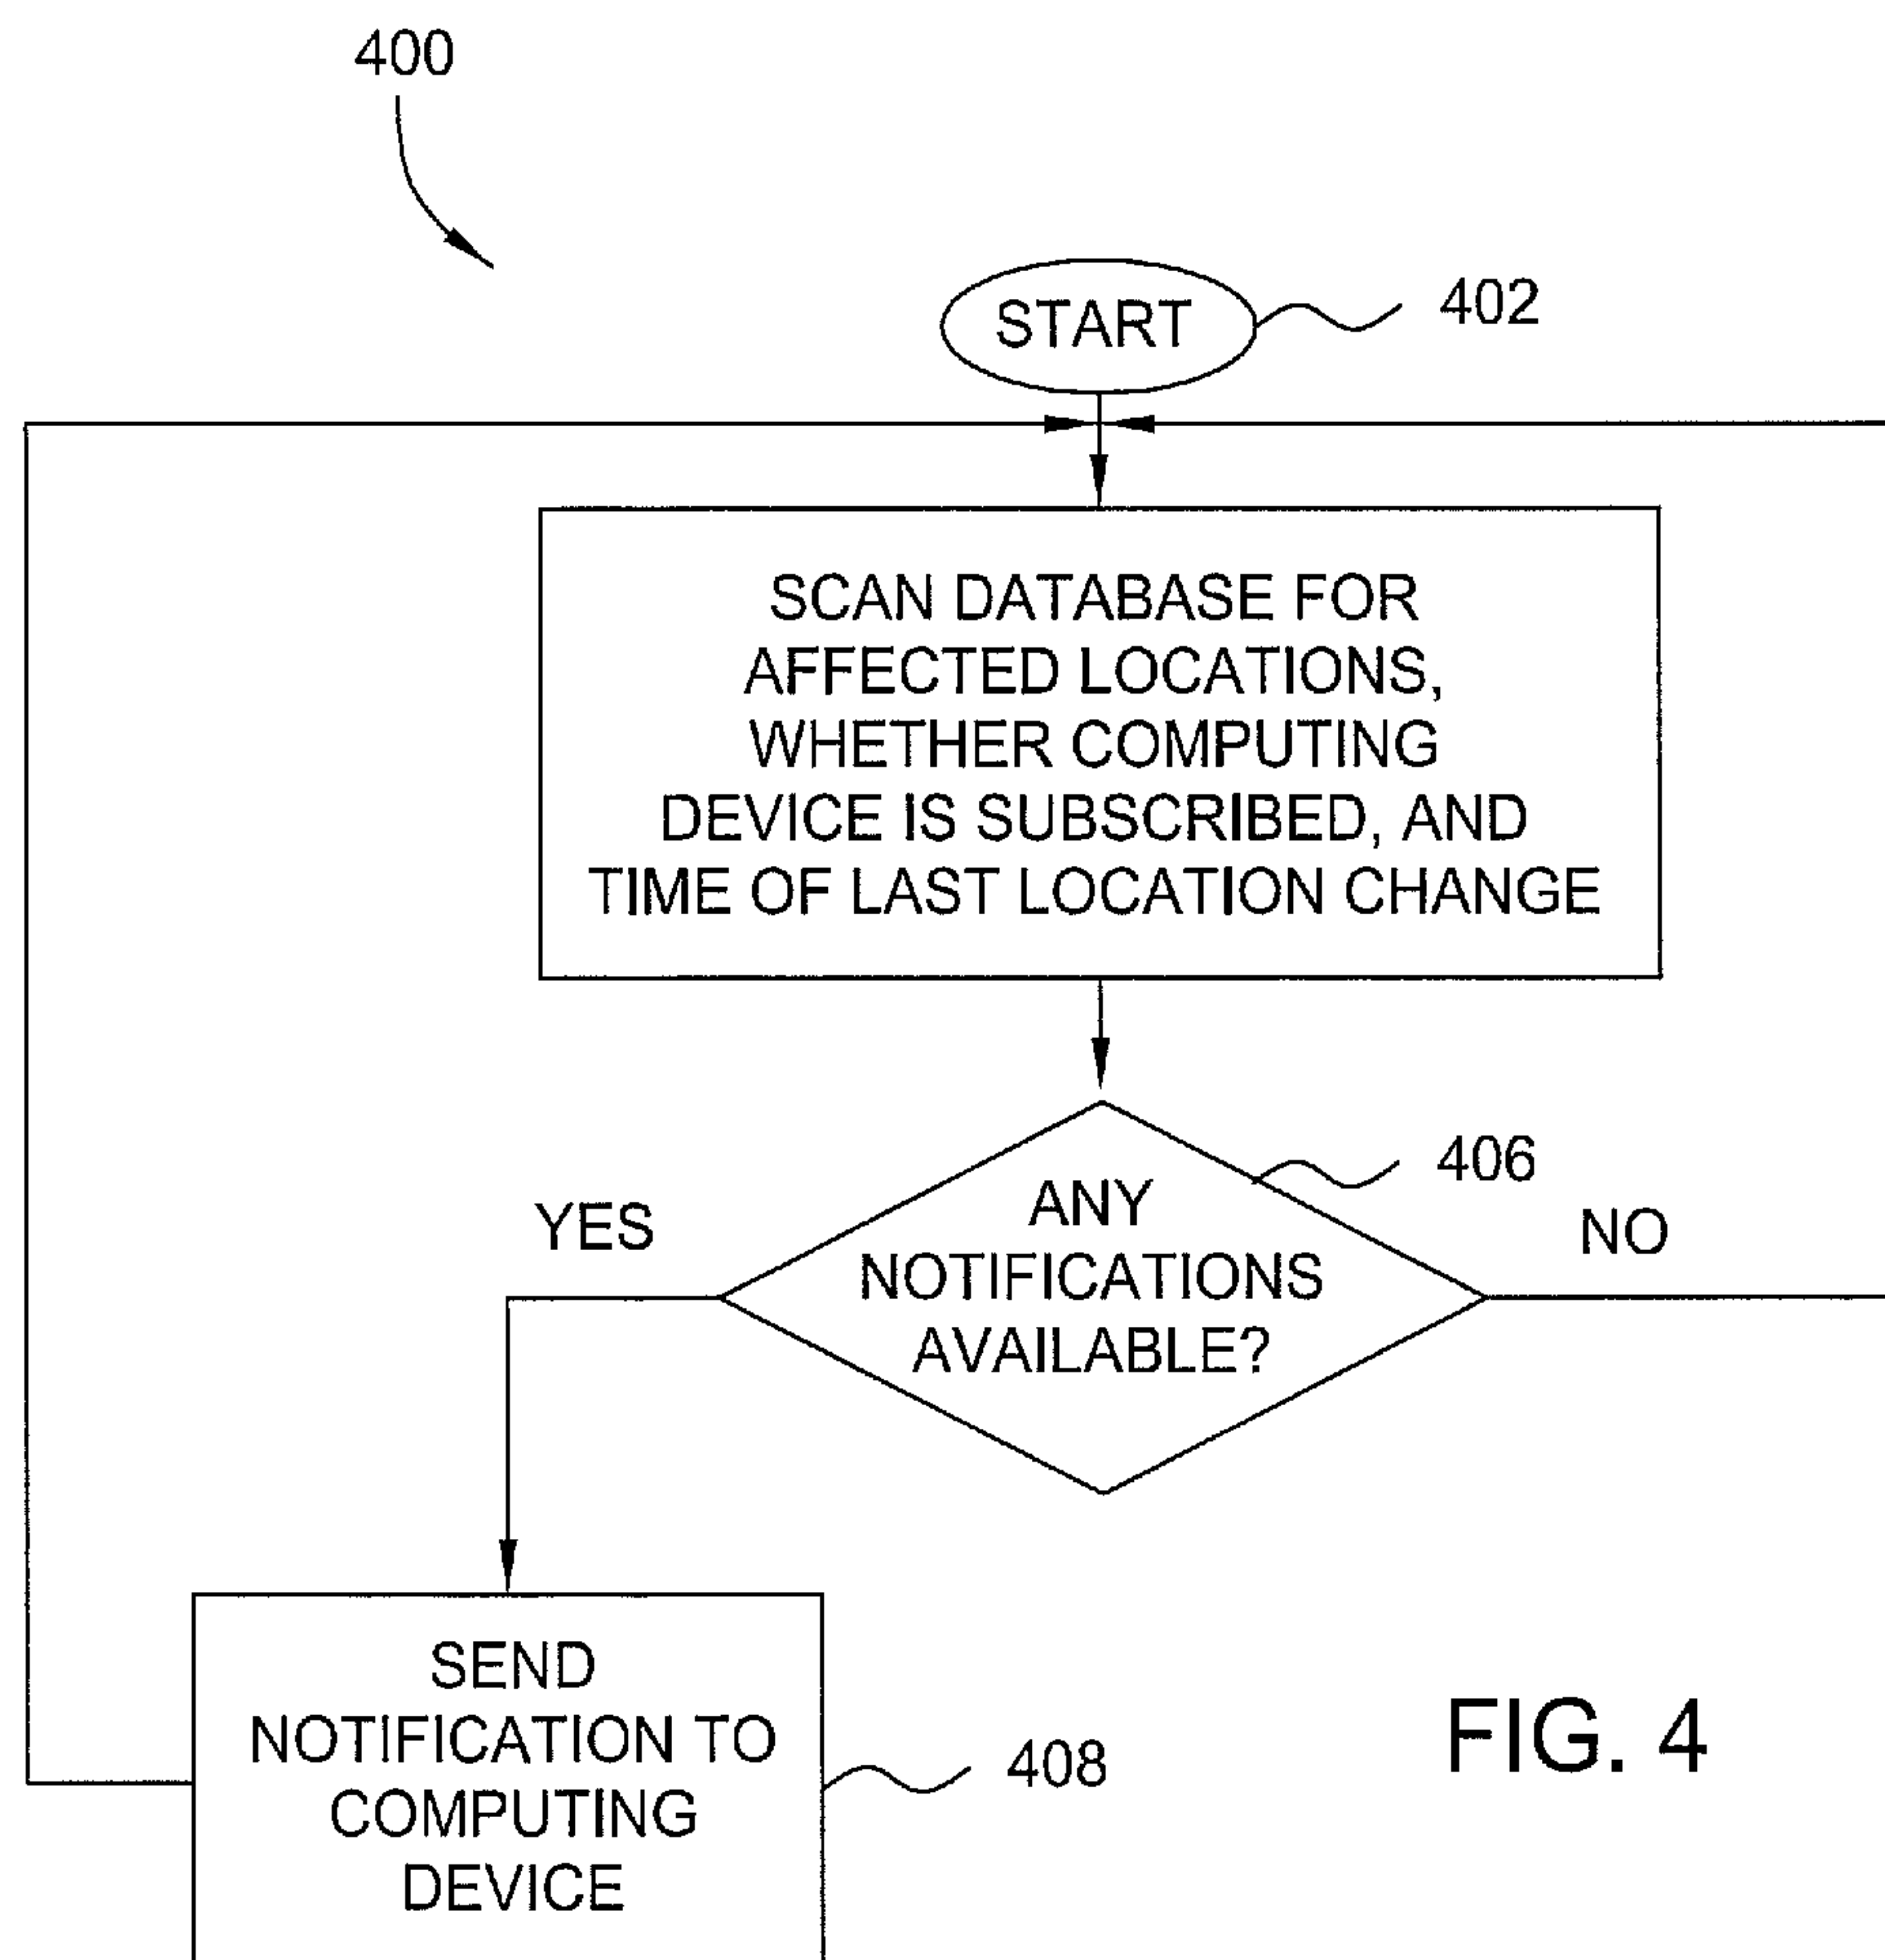 400
START
402
SCAN DATABASE FOR
AFFECTED LOCATIONS,
WHETHER COMPUTING
DEVICE IS SUBSCRIBED, AND
TIME OF LAST LOCATION CHANGE
406
ANY
NOTIFICATIONS
AVAILABLE?
YES
NO
SEND
NOTIFICATION TO
COMPUTING
DEVICE
408
FIG. 4